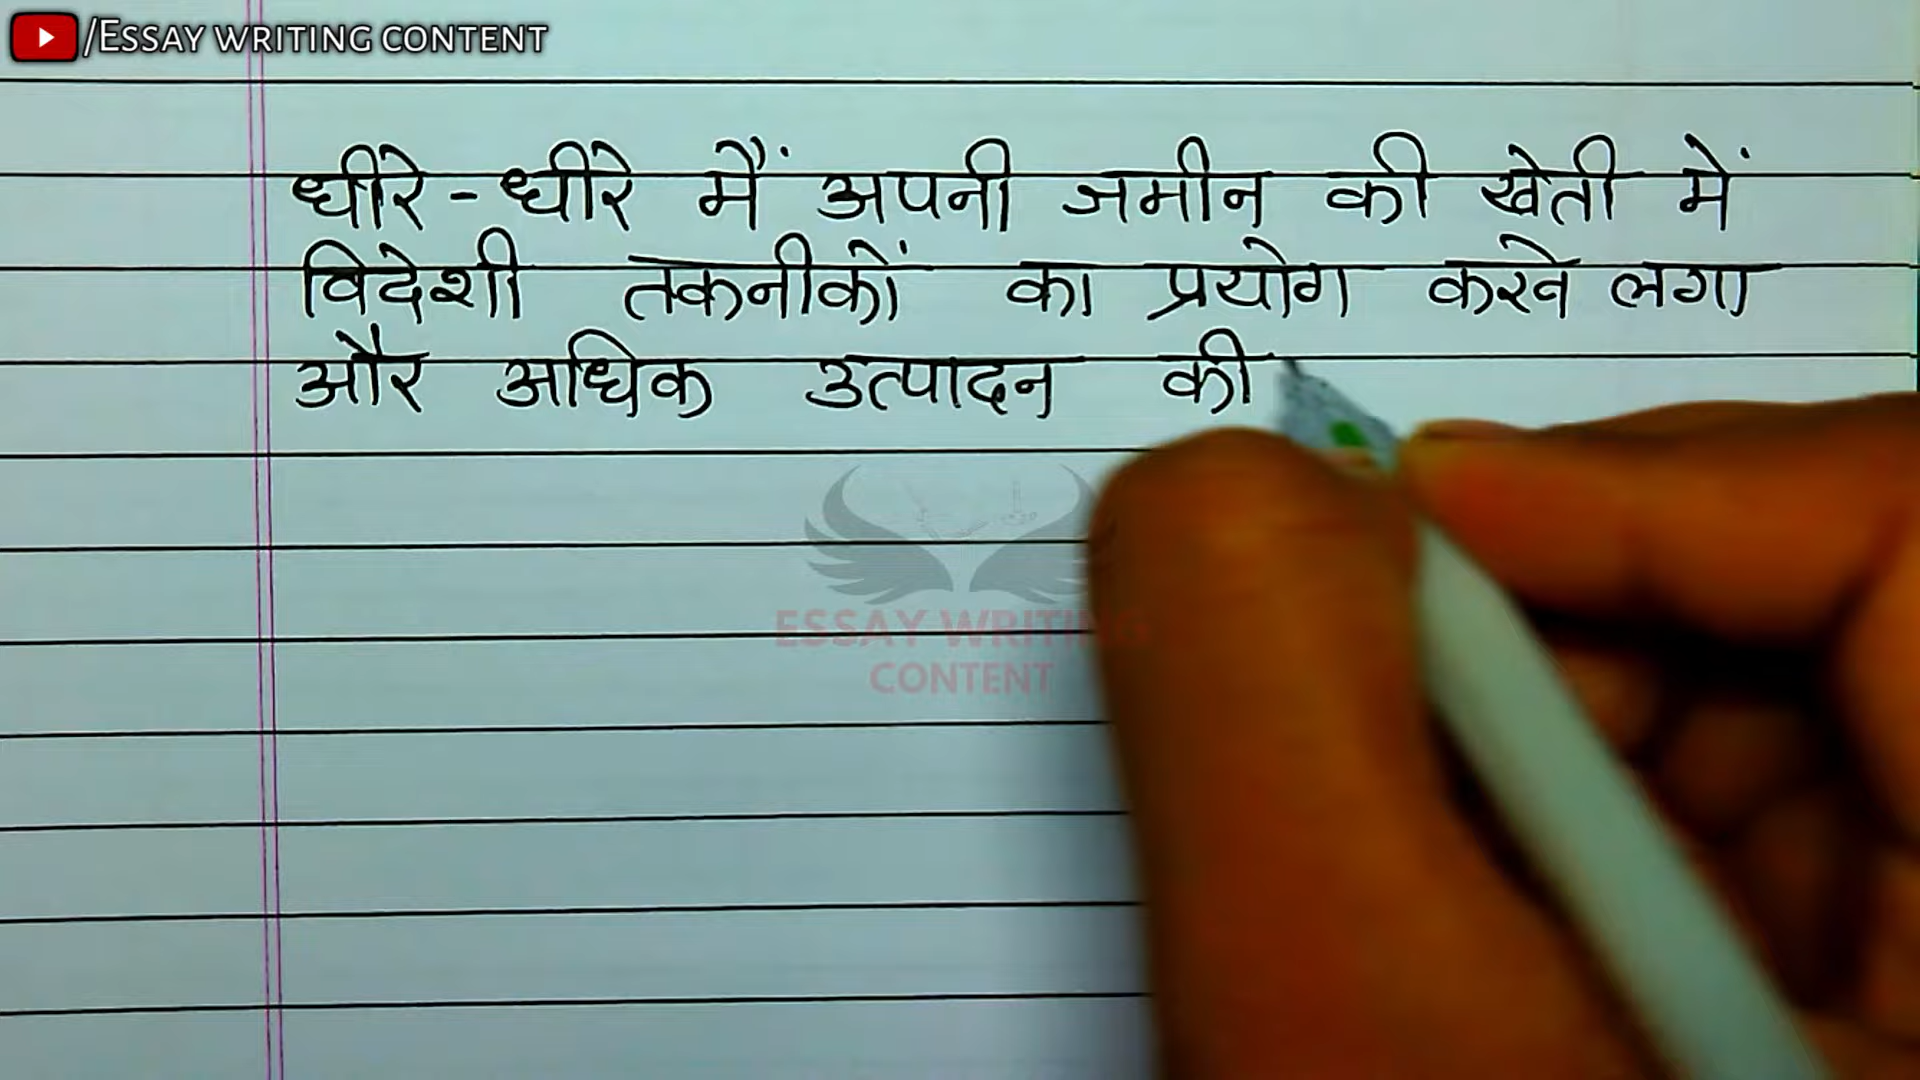 /ESSAY WRITING CONTENT
धीरे-धीरे मैं अपनी जमीन की खेती में
विदेशी तकनीकों का प्रयोग करने लगा
और अधिक उत्पादन की
ESSAY WRITING
CONTENT